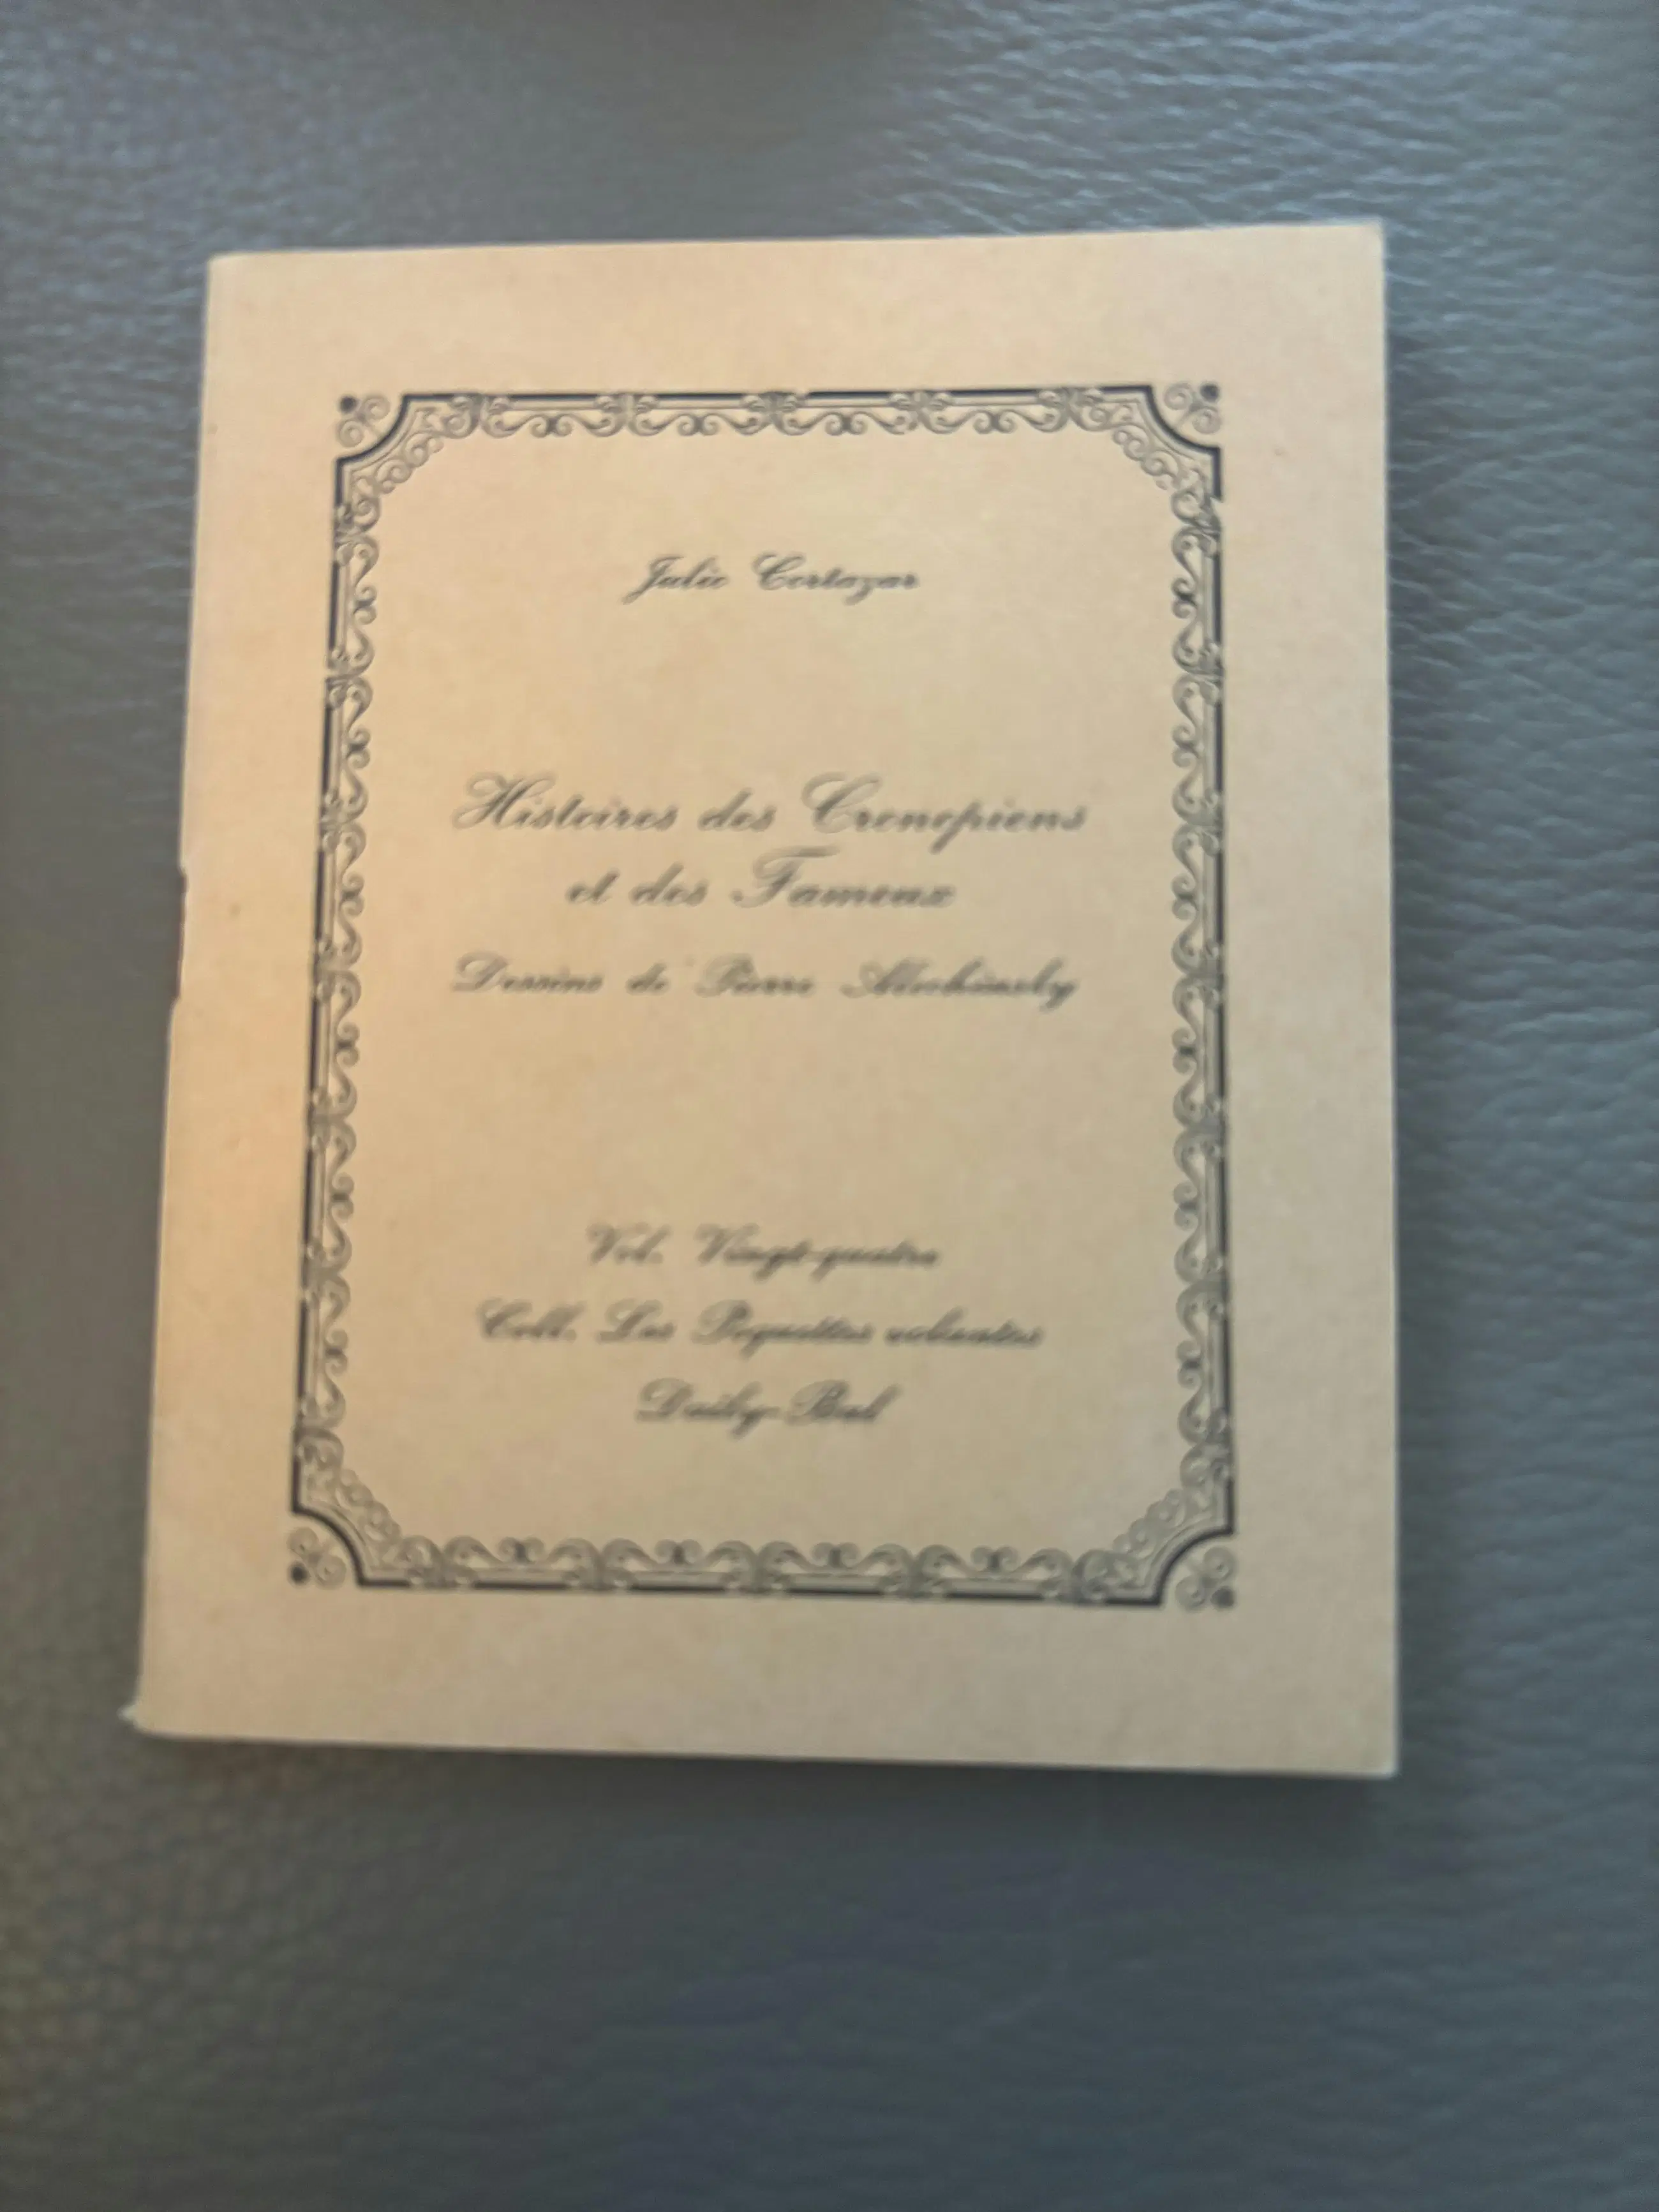 Julio Cortazar
Histoires des Cronopiens
et des Fameux
Dessins de Pierre Alechinsky
Vol. Vingt-quatre
Coll. Les Poquettes volantes
Daily-Bul